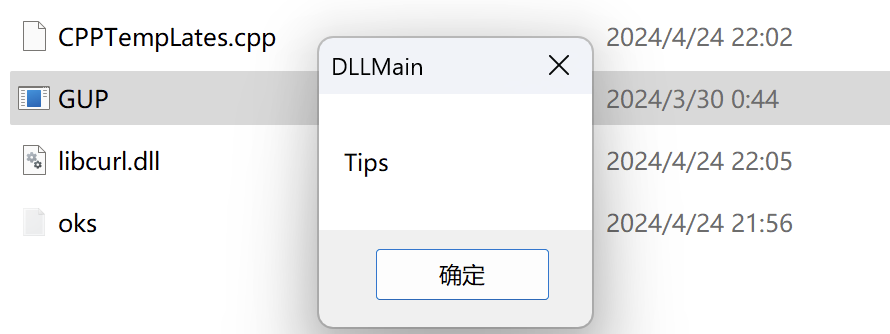 CPPTempLates.cpp 2024/4/24 22:02
DLLMain
GUP 2024/3/30 0:44
Tips
libcurl.dll 2024/4/24 22:05
oks 2024/4/24 21:56
确定